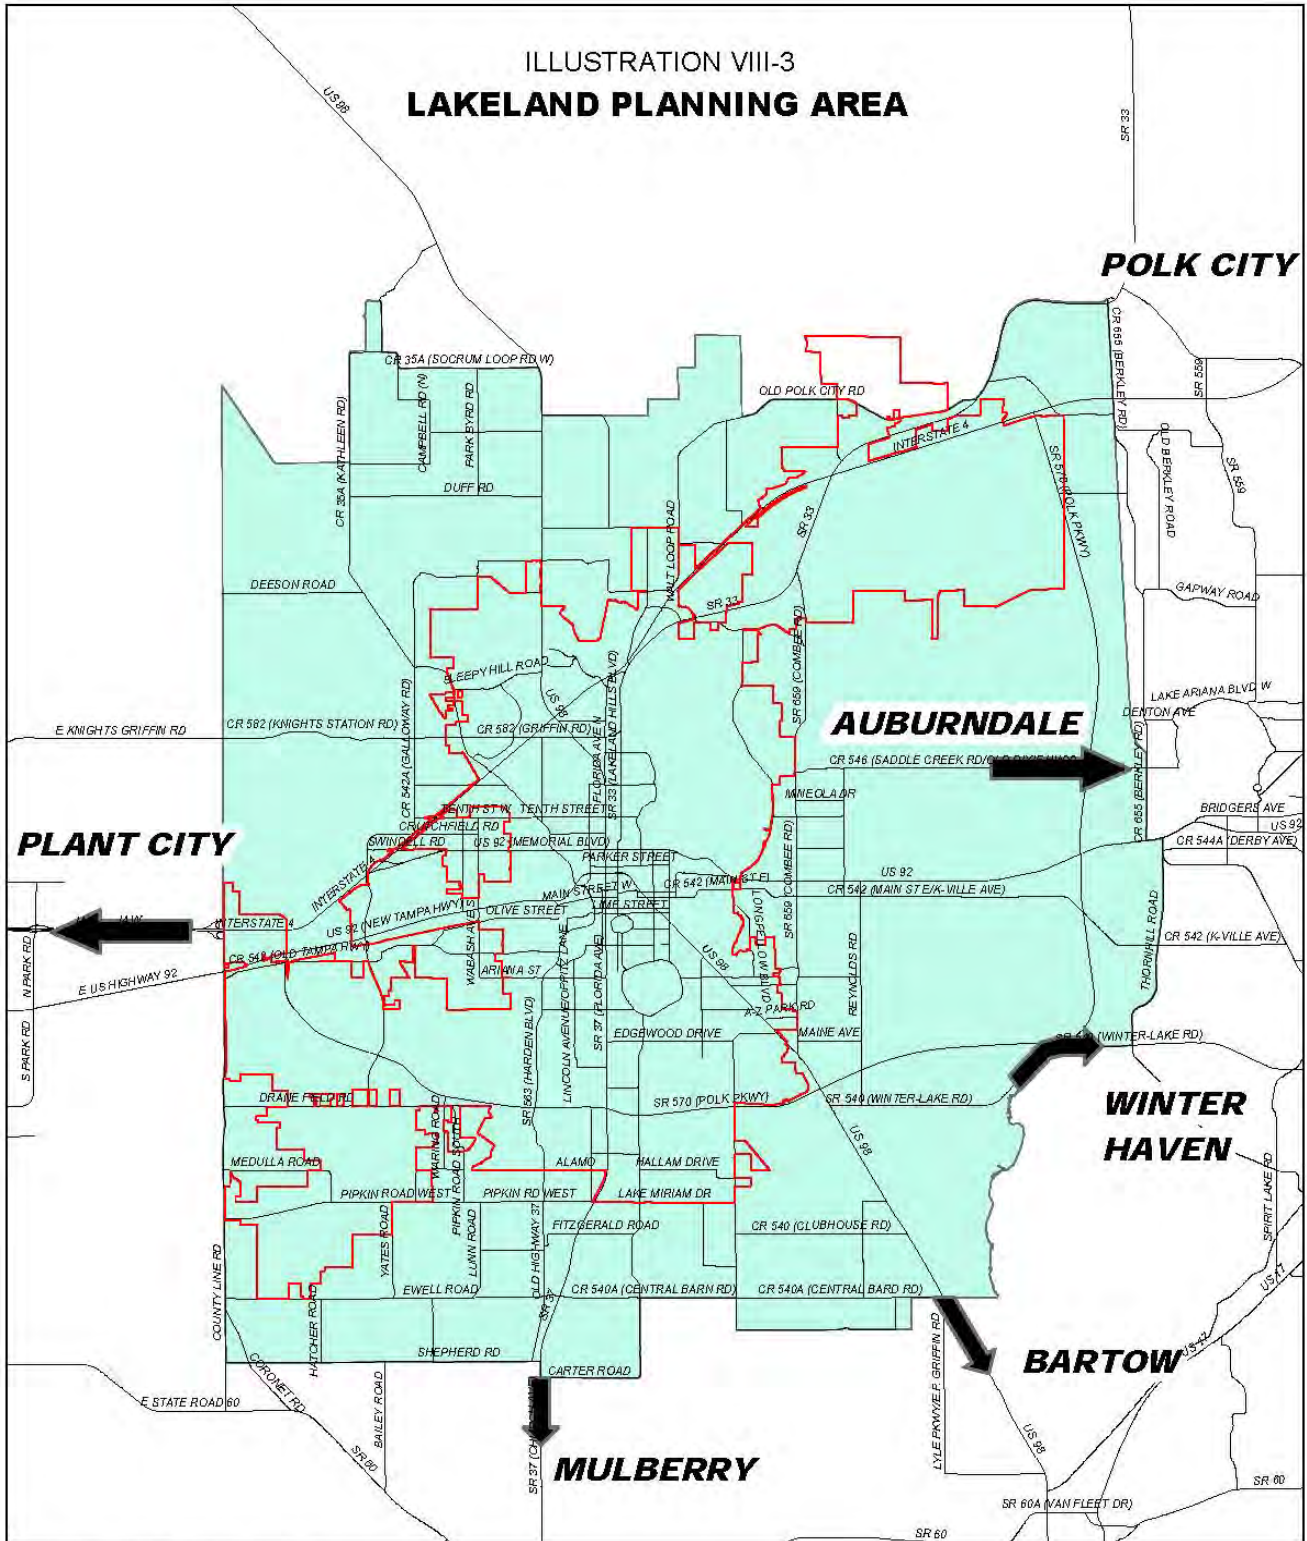 ILLUSTRATION VIII-3
LAKELAND PLANNING AREA
US 98
SR 33
POLK CITY
CR 35A (SOCRUM LOOP RD W)
CAMPBELL RD (N)
PARK BYRD RD
CR 35A (KATHLEEN RD)
DUFF RD
OLD POLK CITY RD
INTERSTATE 4
CR 655 (BERKLEY RD)
SR 559
OLD BERKLEY ROAD
SR 559
SR 570 (POLK PKWY)
SR 33
WALT LOOP ROAD
DEESON ROAD
GAPWAY ROAD
SR 33
SR 659 (COMBEE RD)
SLEEPY HILL ROAD
CR 542A (GALLOWAY RD)
US 98
SR 33 (LAKELAND HILLS BLVD)
FLORIDA AVE N
LAKE ARIANA BLVD W
DENTON AVE
E KNIGHTS GRIFFIN RD
CR 582 (KNIGHTS STATION RD)
CR 582 (GRIFFIN RD)
AUBURNDALE
CR 546 (SADDLE CREEK RD/
CR 655 (BERKLEY RD)
MINEOLA DR
TENTH ST W
TENTH STREET
CRUTCHFIELD RD
SWINDELL RD
US 92 (MEMORIAL BLVD)
BRIDGERS AVE
US 92
CR 544A (DERBY AVE)
PLANT CITY
PARKER STREET
INTERSTATE 4
MAIN STREET W
CR 542 (MAIN ST E)
US 92
CR 542 (MAIN ST E/K-VILLE AVE)
OLIVE STREET
LIME STREET
US 92 (NEW TAMPA HWY)
INTERSTATE 4
CR 542 (OLD TAMPA HWY)
E US HIGHWAY 92
N PARK RD
S PARK RD
WABASH AVE S
ARIANA ST
LONGFELLOW BLVD
SR 659 (COMBEE RD)
US 98
REYNOLDS RD
THORNHILL ROAD
CR 542 (K-VILLE AVE)
A-Z PARK RD
MAINE AVE
EDGEWOOD DRIVE
SR 563 (HARDEN BLVD)
LINCOLN AVENUE/OPPITZ LANE
SR 37 (FLORIDA AVE)
(WINTER-LAKE RD)
DRANE FIELD RD
SR 570 (POLK PKWY)
SR 540 (WINTER-LAKE RD)
WINTER
HAVEN
US 98
MEDULLA ROAD
WARING ROAD
PIPKIN ROAD SOUTH
ALAMO
HALLAM DRIVE
PIPKIN ROAD WEST
PIPKIN RD WEST
LAKE MIRIAM DR
YATES ROAD
LUNN ROAD
OLD HIGHWAY 37
FITZGERALD ROAD
CR 540 (CLUBHOUSE RD)
SPIRIT LAKE RD
COUNTY LINE RD
HATCHER ROAD
EWELL ROAD
CR 540A (CENTRAL BARN RD)
CR 540A (CENTRAL BARD RD)
SR 37
US 17
US 17
SHEPHERD RD
CARTER ROAD
CORONET RD
BAILEY ROAD
LYLE PKWY/E.F. GRIFFIN RD
BARTOW
E STATE ROAD 60
SR 60
MULBERRY
US 98
SR 60
SR 60A (VAN FLEET DR)
SR 60